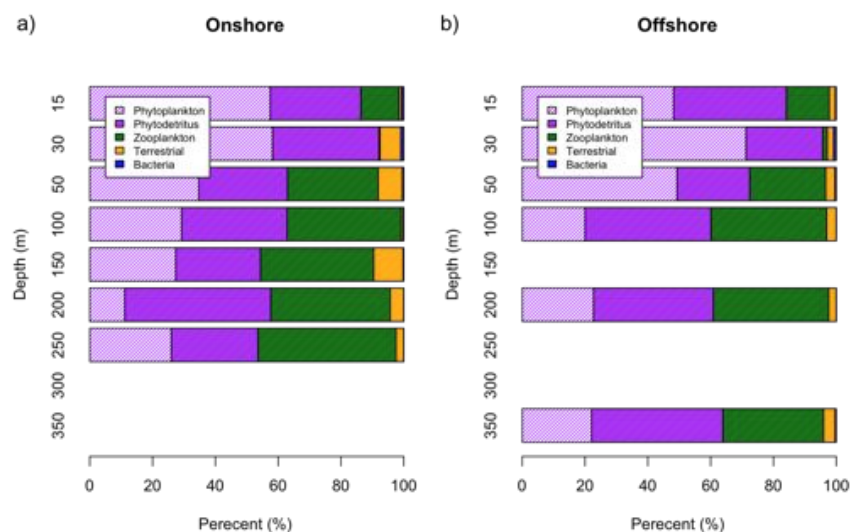 a)
Onshore
Phytoplankton
Phytodetritus
Zooplankton
Terrestrial
Bacteria
Depth (m)
15
30
50
100
150
200
250
300
350
0 20 40 60 80 100
Perecent (%)
b)
Offshore
Phytoplankton
Phytodetritus
Zooplankton
Terrestrial
Bacteria
Depth (m)
15
30
50
100
150
200
250
300
350
0 20 40 60 80 100
Perecent (%)